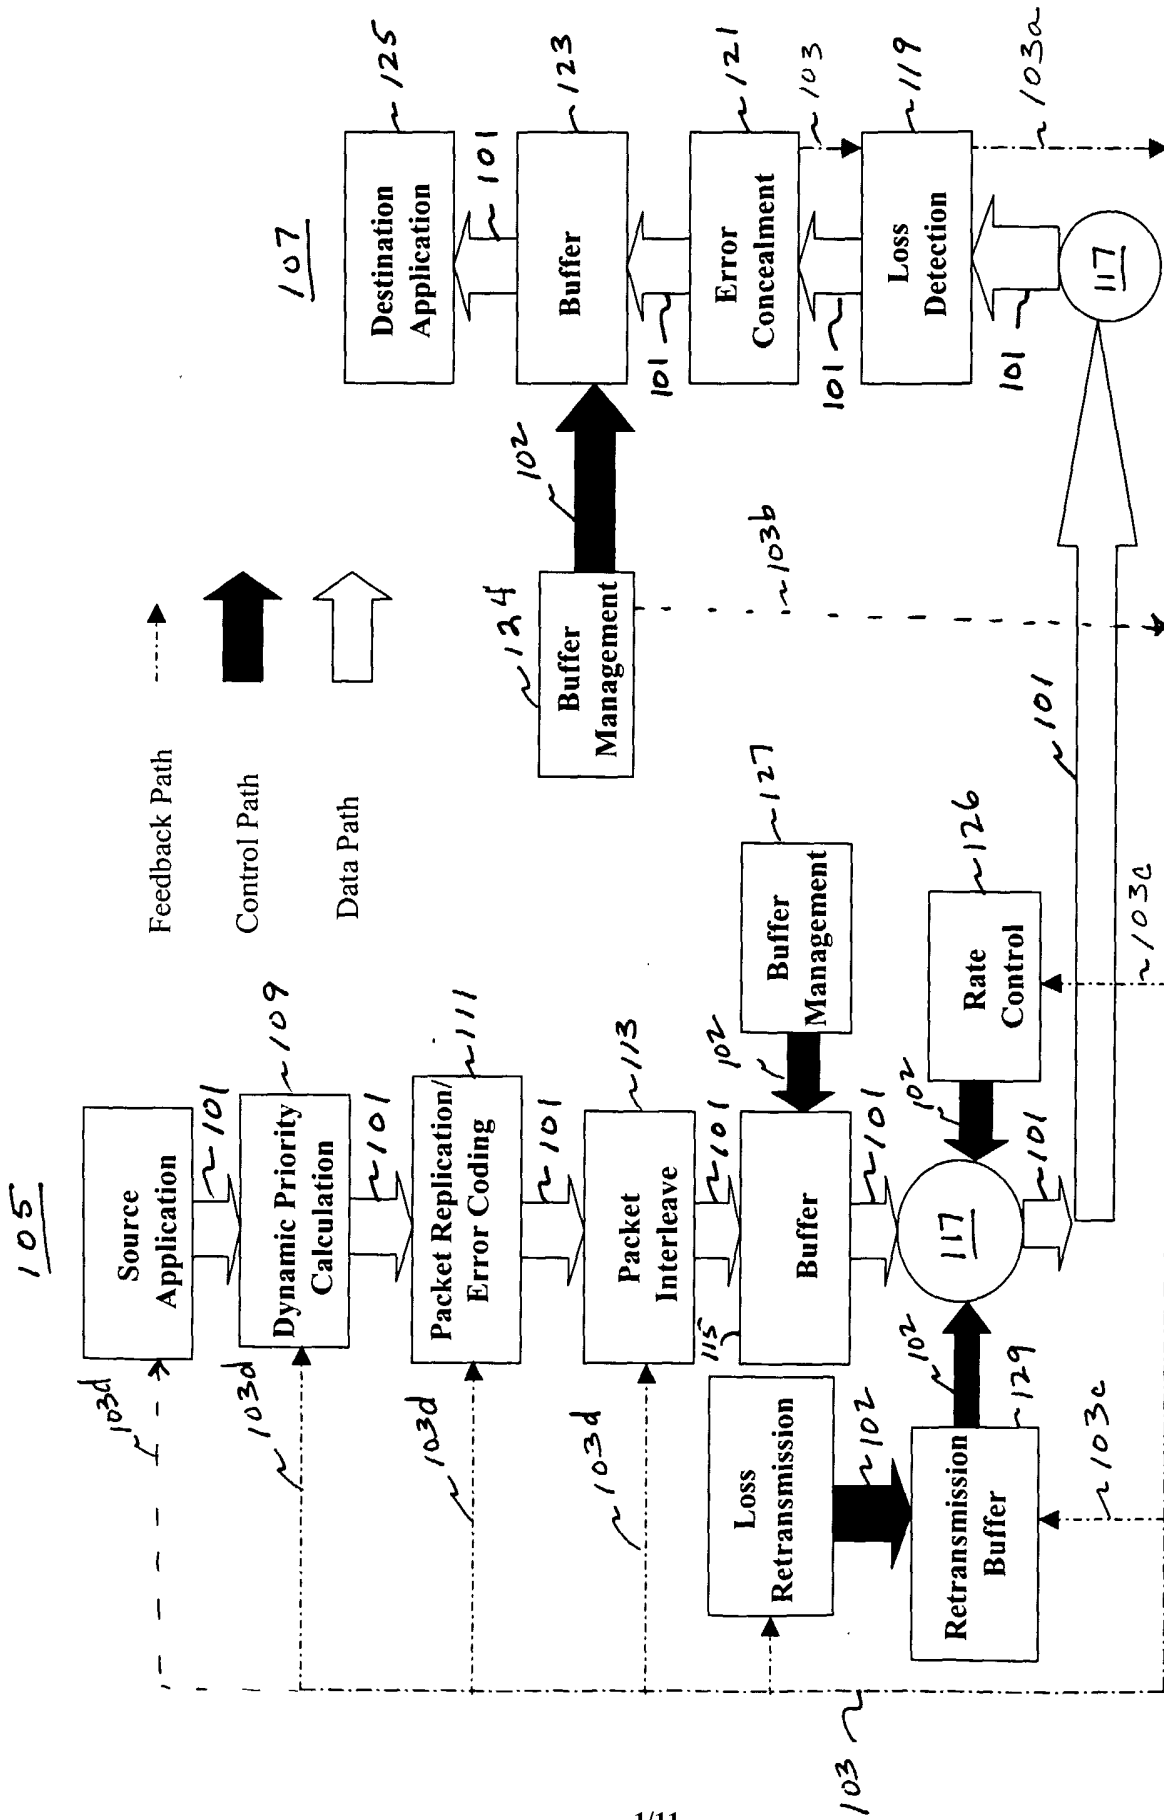 105
Source
Application
101
103d
109
Dynamic Priority
Calculation
101
103d
111
Packet Replication/
Error Coding
101
103d
113
Packet
Interleave
101
103d
115
Buffer
101
102
Buffer
Management
127
Loss
Retransmission
102
Retransmission
Buffer
129
102
103c
117
102
Rate
Control
126
103c
101
101
103
Feedback Path
Control Path
Data Path
107
Destination
Application
125
101
Buffer
123
102
124
Buffer
Management
103b
101
Error
Concealment
121
103
101
Loss
Detection
119
103a
101
117
1/11